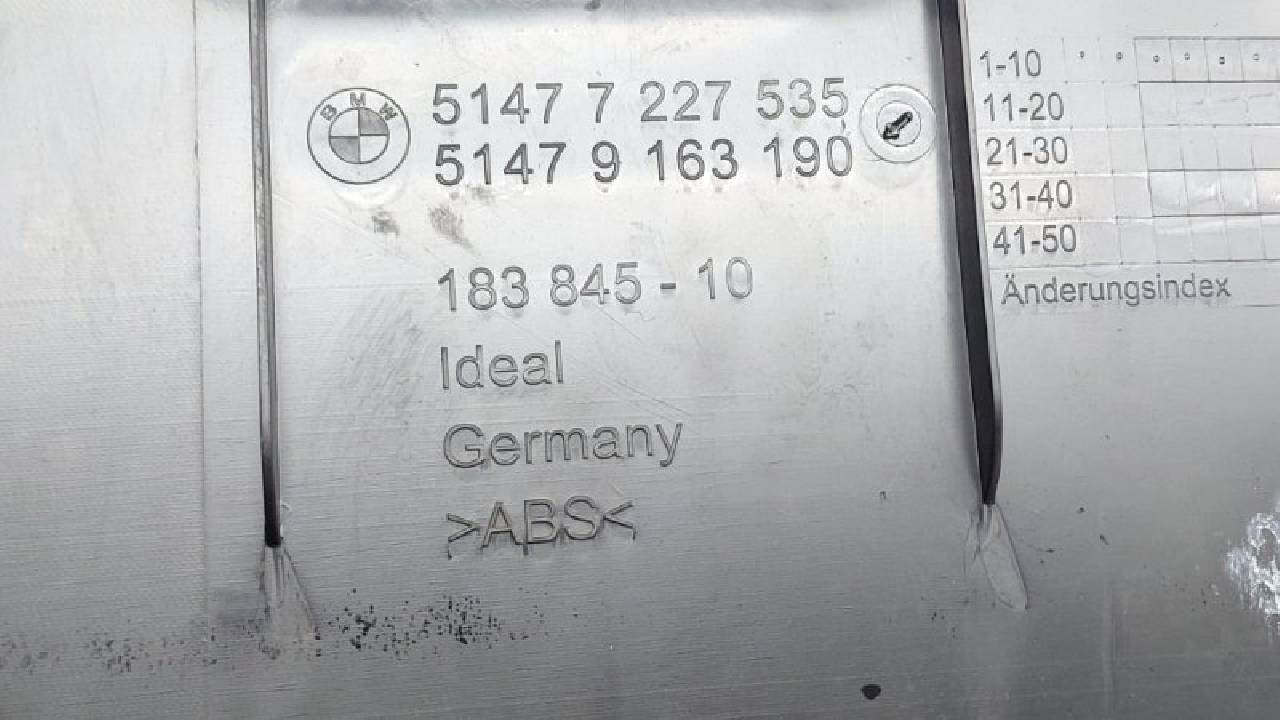 BMW
5147 7 227 535
5147 9 163 190
183 845 - 10
Ideal
Germany
>ABS<
1-10
11-20
21-30
31-40
41-50
Änderungsindex